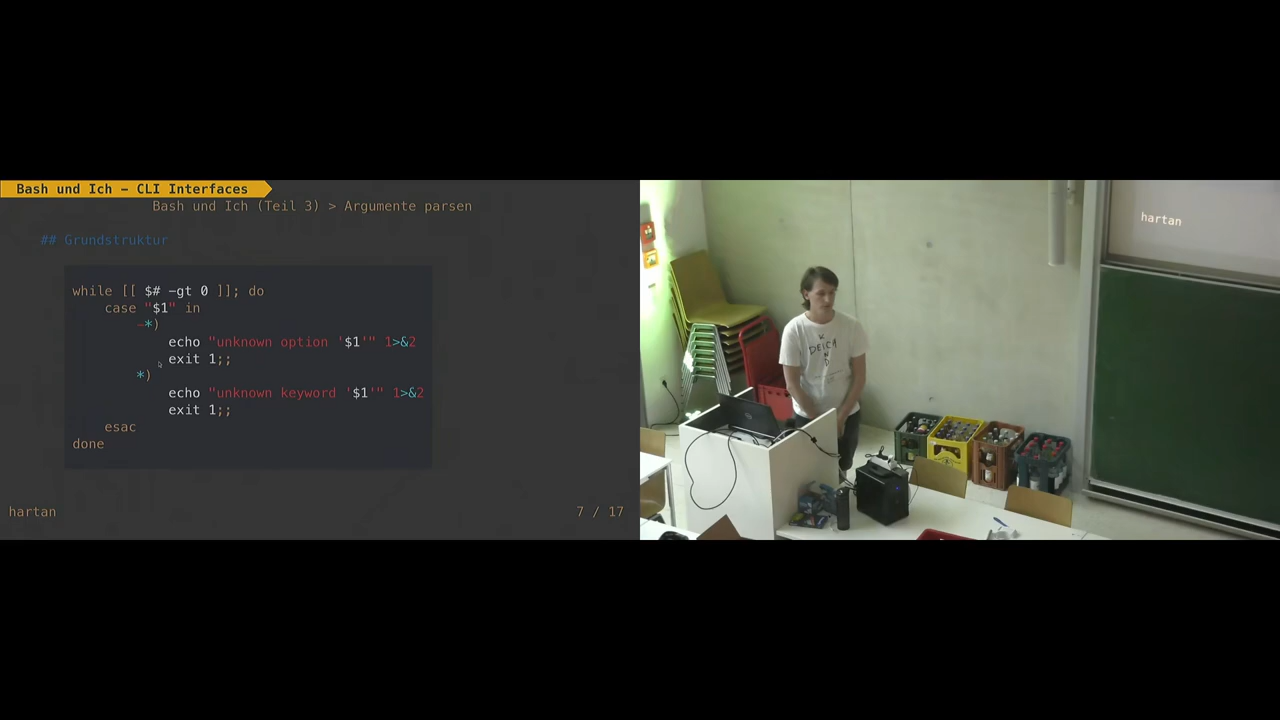 Bash und Ich - CLI Interfaces
Bash und Ich (Teil 3) > Argumente parsen
## Grundstruktur
while [[ $# -gt 0 ]]; do
case "$1" in
-*)
echo "unknown option '$1'" 1>&2
exit 1;;
*)
echo "unknown keyword '$1'" 1>&2
exit 1;;
esac
done
hartan
7 / 17
hartan